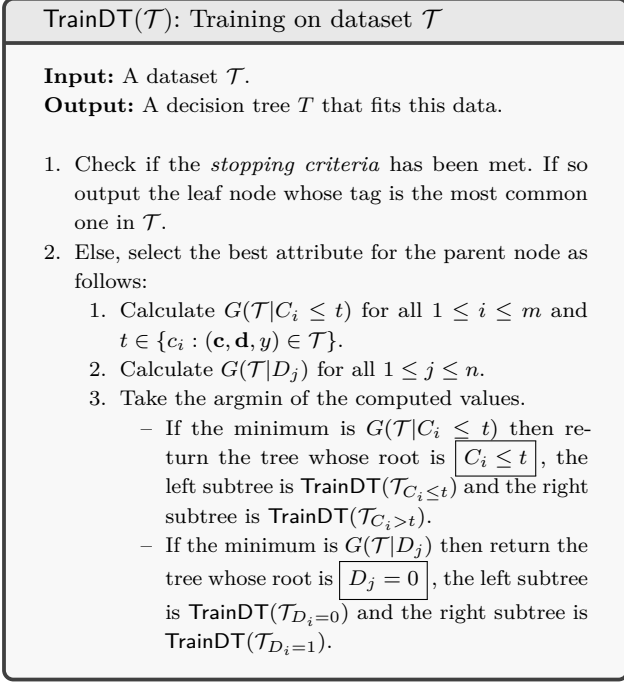 TrainDT(𝒯): Training on dataset 𝒯
Input: A dataset 𝒯.
Output: A decision tree T that fits this data.
1. Check if the stopping criteria has been met. If so
output the leaf node whose tag is the most common
one in 𝒯.
2. Else, select the best attribute for the parent node as
follows:
1. Calculate G(𝒯|C_i ≤ t) for all 1 ≤ i ≤ m and
t ∈ {c_i : (c, d, y) ∈ 𝒯}.
2. Calculate G(𝒯|D_j) for all 1 ≤ j ≤ n.
3. Take the argmin of the computed values.
– If the minimum is G(𝒯|C_i ≤ t) then re-
turn the tree whose root is C_i ≤ t, the
left subtree is TrainDT(𝒯_{C_i≤t}) and the right
subtree is TrainDT(𝒯_{C_i>t}).
– If the minimum is G(𝒯|D_j) then return the
tree whose root is D_j = 0, the left subtree
is TrainDT(𝒯_{D_i=0}) and the right subtree is
TrainDT(𝒯_{D_i=1}).